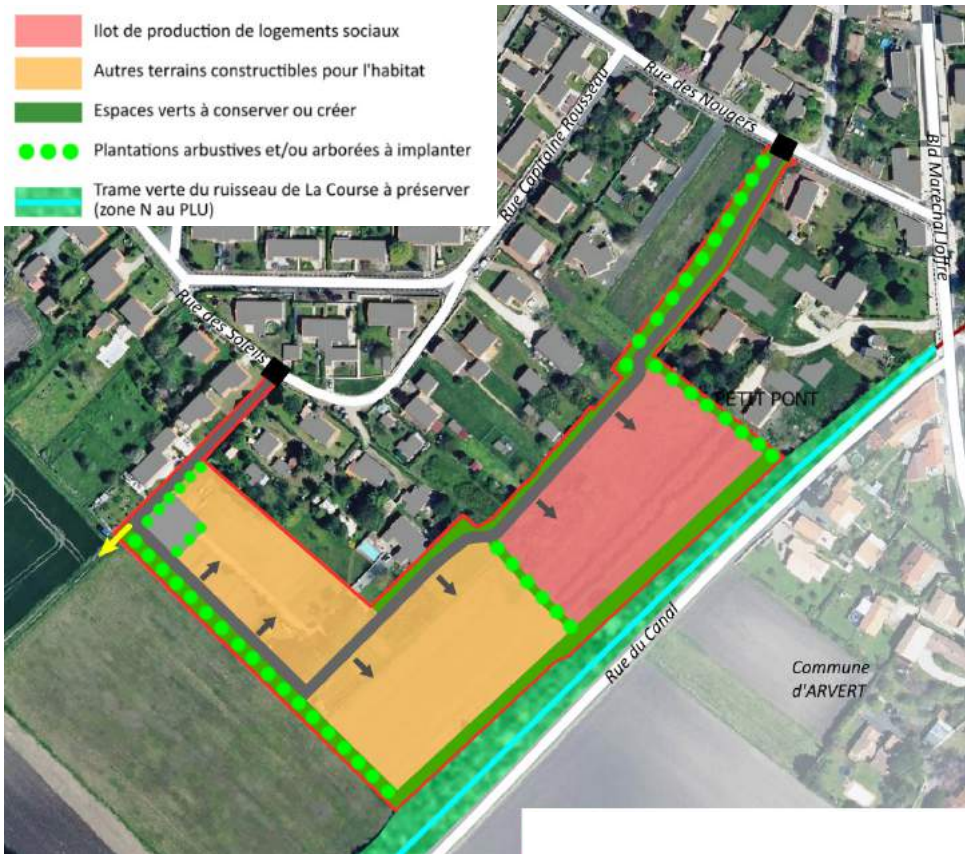 Ilot de production de logements sociaux
Autres terrains constructibles pour l'habitat
Espaces verts à conserver ou créer
Plantations arbustives et/ou arborées à implanter
Trame verte du ruisseau de La Course à préserver
(zone N au PLU)
Rue des Nougers
Rue Capitaine Rousseau
Bld Maréchal Joffre
Rue des Soleils
PETIT PONT
Rue du Canal
Commune
d'ARVERT